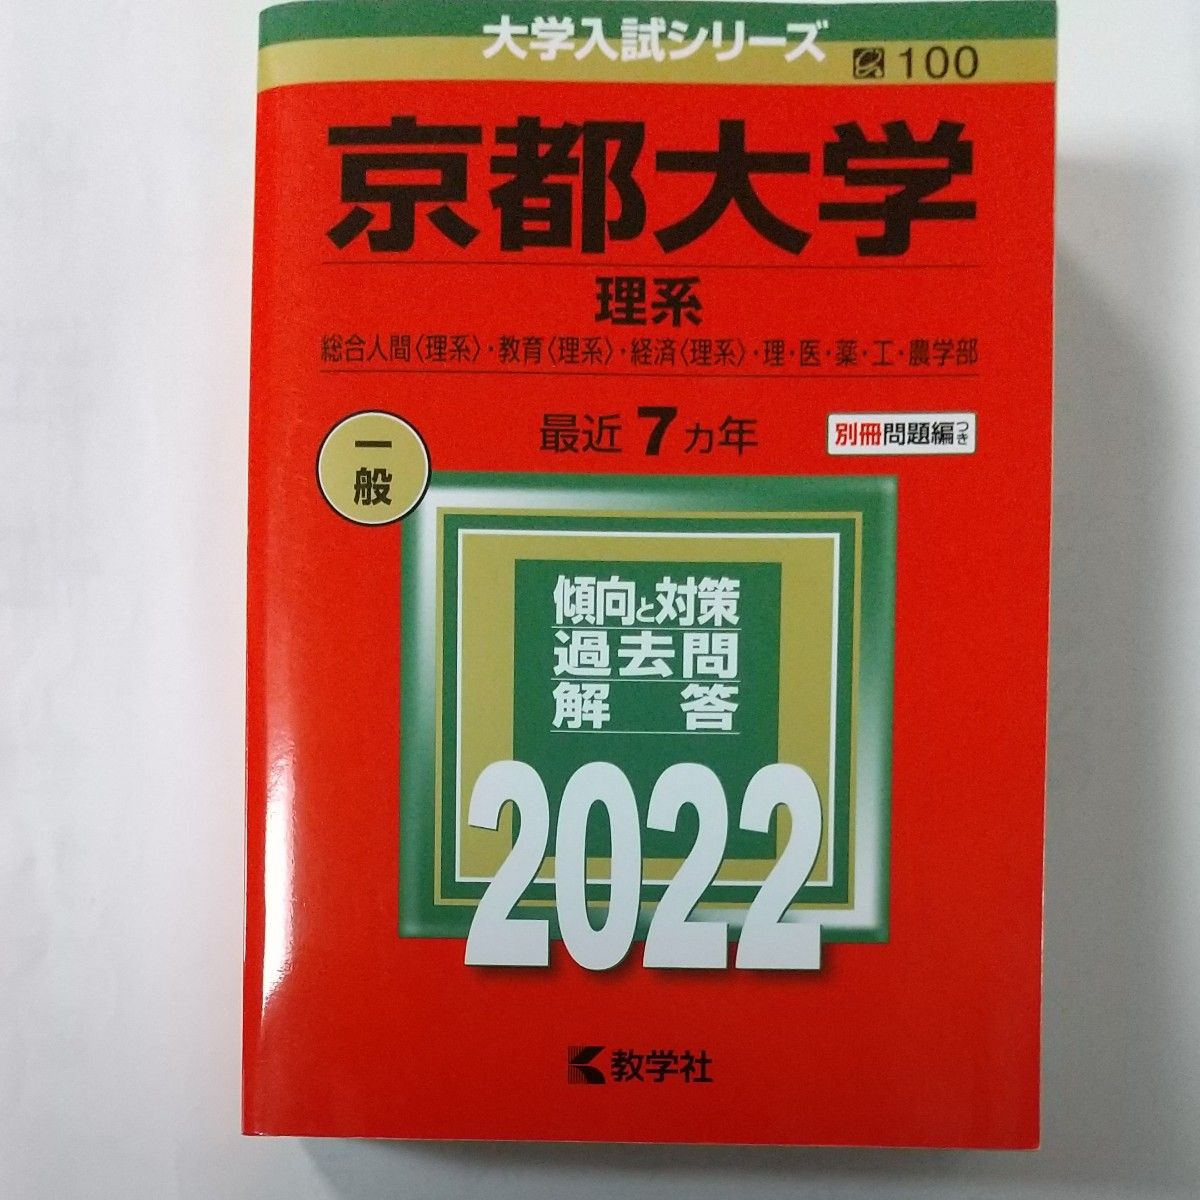 大学入試シリーズ
100
京都大学
理系
総合人間〈理系〉・教育〈理系〉・経済〈理系〉・理・医・薬・工・農学部
一般
最近7カ年
別冊問題編つき
傾向と対策
過去問
解答
2022
教学社